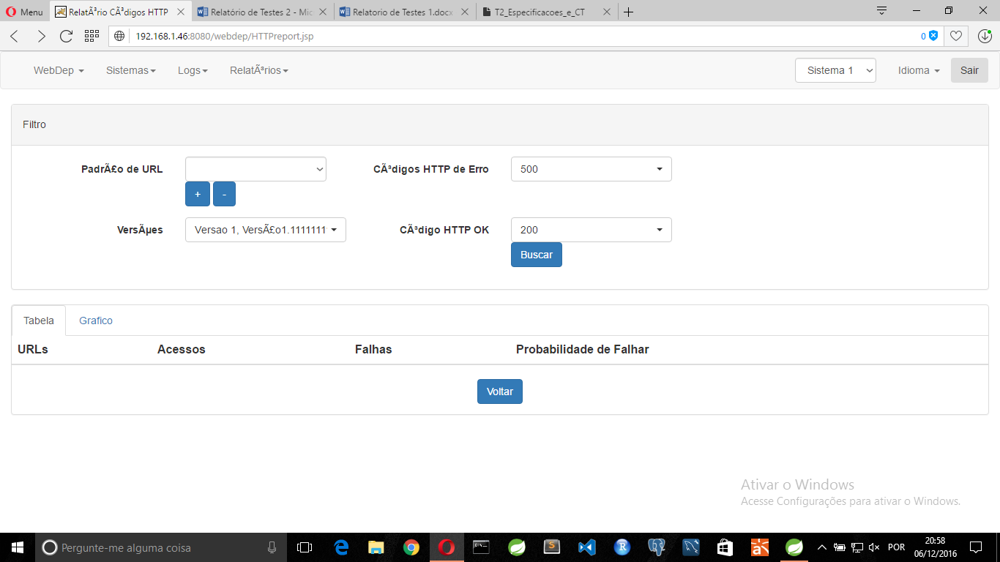 Menu
RelatÃ³rio CÃ³digos HTTP
Relatório de Testes 2 - Mic
Relatorio de Testes 1.docx
T2_Especificacoes_e_CT
192.168.1.46:8080/webdep/HTTPreport.jsp
0
WebDep
Sistemas
Logs
RelatÃ³rios
Sistema 1
Idioma
Sair
Filtro
PadrÃ£o de URL
CÃ³digos HTTP de Erro
500
+
-
VersÃµes
Versao 1, VersÃ£o1.1111111
CÃ³digo HTTP OK
200
Buscar
Tabela
Grafico
URLs
Acessos
Falhas
Probabilidade de Falhar
Voltar
Ativar o Windows
Acesse Configurações para ativar o Windows.
Pergunte-me alguma coisa
POR
20:58
06/12/2016